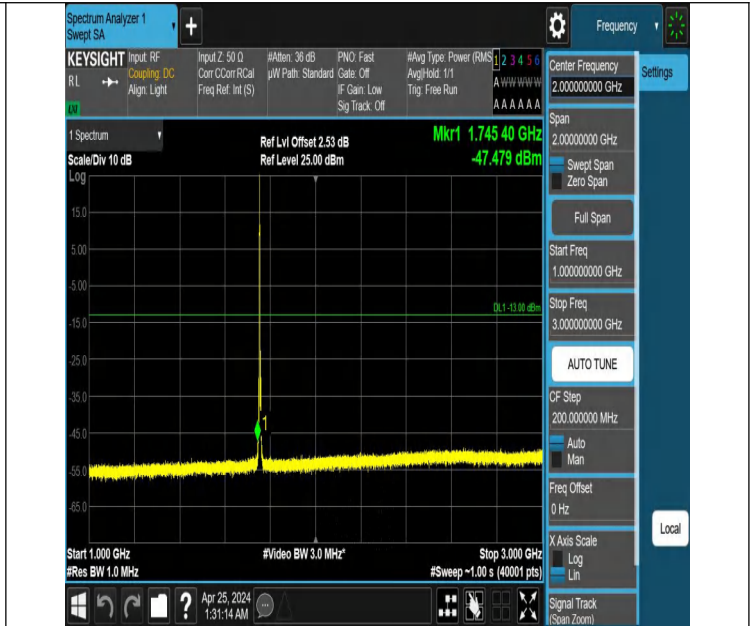 Spectrum Analyzer 1
Swept SA
Frequency
KEYSIGHT
RL
Input: RF
Coupling: DC
Align: Light
Input Z: 50 Ω
Corr CCorr RCal
Freq Ref: Int (S)
#Atten: 36 dB
µW Path: Standard
PNO: Fast
Gate: Off
IF Gain: Low
Sig Track: Off
#Avg Type: Power (RMS
Avg|Hold: 1/1
Trig: Free Run
1 2 3 4 5 6
A W W W W W
A A A A A A
1 Spectrum
Scale/Div 10 dB
Ref Lvl Offset 2.53 dB
Ref Level 25.00 dBm
Mkr1 1.745 40 GHz
-47.479 dBm
Log
15.0
5.00
-5.00
-15.0
-25.0
-35.0
-45.0
-55.0
-65.0
DL1 -13.00 dBm
1
Start 1.000 GHz
#Res BW 1.0 MHz
#Video BW 3.0 MHz*
Stop 3.000 GHz
#Sweep ~1.00 s (40001 pts)
Center Frequency
2.000000000 GHz
Settings
Span
2.00000000 GHz
Swept Span
Zero Span
Full Span
Start Freq
1.000000000 GHz
Stop Freq
3.000000000 GHz
AUTO TUNE
CF Step
200.000000 MHz
Auto
Man
Freq Offset
0 Hz
X Axis Scale
Log
Lin
Local
Signal Track
(Span Zoom)
?
Apr 25, 2024
1:31:14 AM